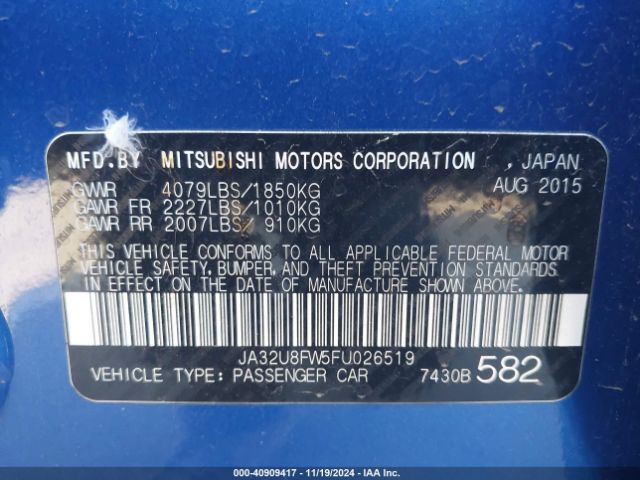 MFD.BY MITSUBISHI MOTORS CORPORATION , JAPAN
GVWR 4079LBS/1850KG AUG 2015
GAWR FR 2227LBS/1010KG
GAWR RR 2007LBS/ 910KG
THIS VEHICLE CONFORMS TO ALL APPLICABLE FEDERAL MOTOR
VEHICLE SAFETY, BUMPER, AND THEFT PREVENTION STANDARDS
IN EFFECT ON THE DATE OF MANUFACTURE SHOWN ABOVE.
JA32U8FW5FU026519
VEHICLE TYPE: PASSENGER CAR 7430B 582
000-40909417 - 11/19/2024 - iaai.com